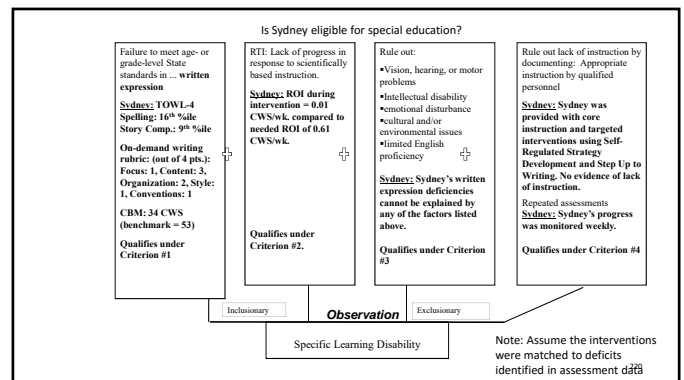 Is Sydney eligible for special education?
Failure to meet age- or
grade-level State
standards in ... written
expression
Sydney: TOWL-4
Spelling: 16th %ile
Story Comp.: 9th %ile
On-demand writing
rubric: (out of 4 pts.):
Focus: 1, Content: 3,
Organization: 2, Style:
1, Conventions: 1
CBM: 34 CWS
(benchmark = 53)
Qualifies under
Criterion #1
RTI: Lack of progress in
response to scientifically
based instruction.
Sydney: ROI during
intervention = 0.01
CWS/wk. compared to
needed ROI of 0.61
CWS/wk.
Qualifies under
Criterion #2.
Rule out:
▪Vision, hearing, or motor
problems
▪Intellectual disability
▪emotional disturbance
▪cultural and/or
environmental issues
▪limited English
proficiency
Sydney: Sydney's written
expression deficiencies
cannot be explained by
any of the factors listed
above.
Qualifies under Criterion
#3
Rule out lack of instruction by
documenting: Appropriate
instruction by qualified
personnel
Sydney: Sydney was
provided with core
instruction and targeted
interventions using Self-
Regulated Strategy
Development and Step Up to
Writing. No evidence of lack
of instruction.
Repeated assessments
Sydney: Sydney's progress
was monitored weekly.
Qualifies under Criterion #4
Inclusionary
Observation
Exclusionary
Specific Learning Disability
Note: Assume the interventions
were matched to deficits
identified in assessment data